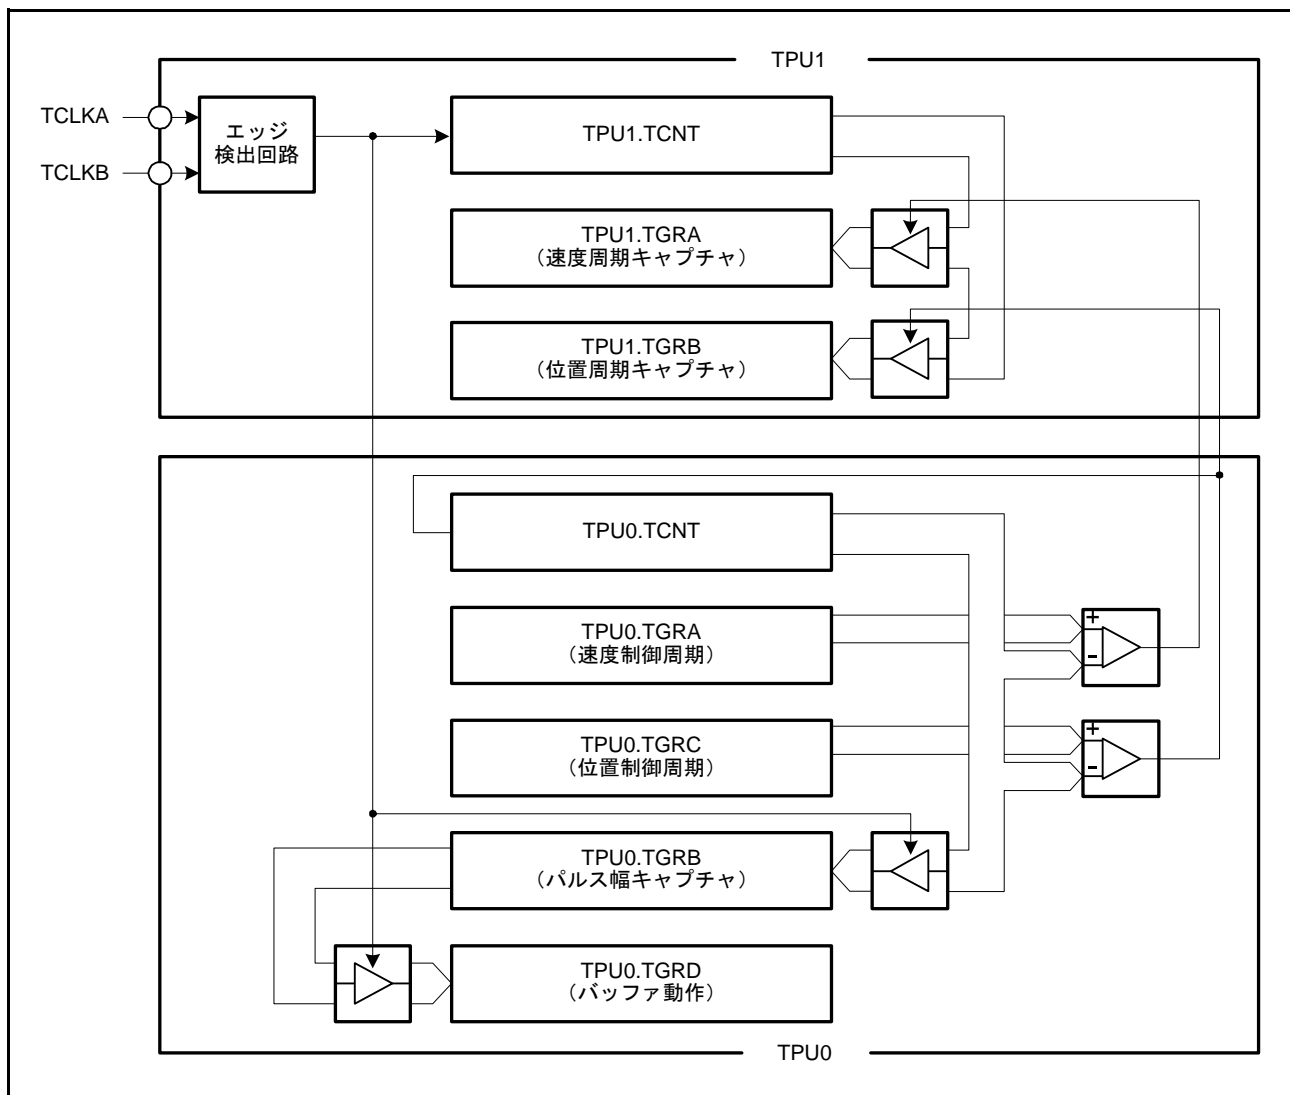 TPU1
TCLKA
TCLKB
エッジ
検出回路
TPU1.TCNT
TPU1.TGRA
（速度周期キャプチャ）
TPU1.TGRB
（位置周期キャプチャ）
TPU0.TCNT
TPU0.TGRA
（速度制御周期）
+
-
TPU0.TGRC
（位置制御周期）
+
-
TPU0.TGRB
（パルス幅キャプチャ）
TPU0.TGRD
（バッファ動作）
TPU0